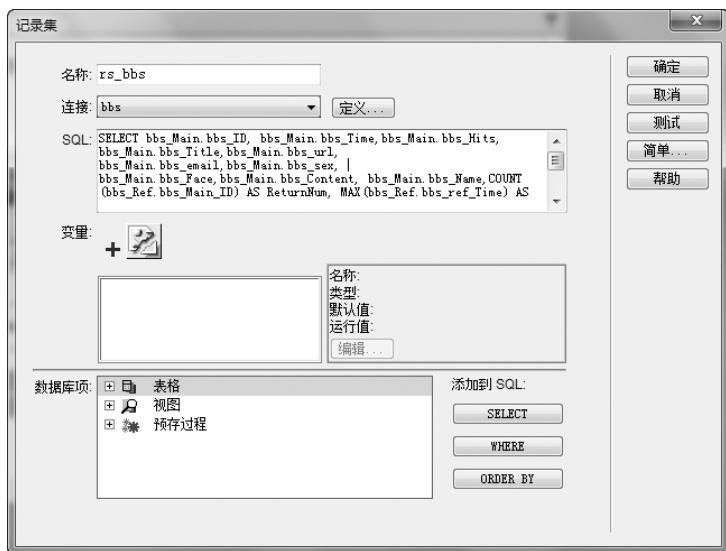 记录集
名称: rs_bbs
连接: bbs 定义...
SQL: SELECT bbs_Main.bbs_ID, bbs_Main.bbs_Time,bbs_Main.bbs_Hits,
bbs_Main.bbs_Title,bbs_Main.bbs_url,
bbs_Main.bbs_email,bbs_Main.bbs_sex,
bbs_Main.bbs_Face,bbs_Main.bbs_Content, bbs_Main.bbs_Name,COUNT
(bbs_Ref.Main_ID) AS ReturnNum, MAX(bbs_Ref.bbs_ref_Time) AS
变量:
名称:
类型:
默认值:
运行值:
编辑...
数据库项: 表格
视图
预存过程
添加到 SQL:
SELECT
WHERE
ORDER BY
确定
取消
测试
简单...
帮助